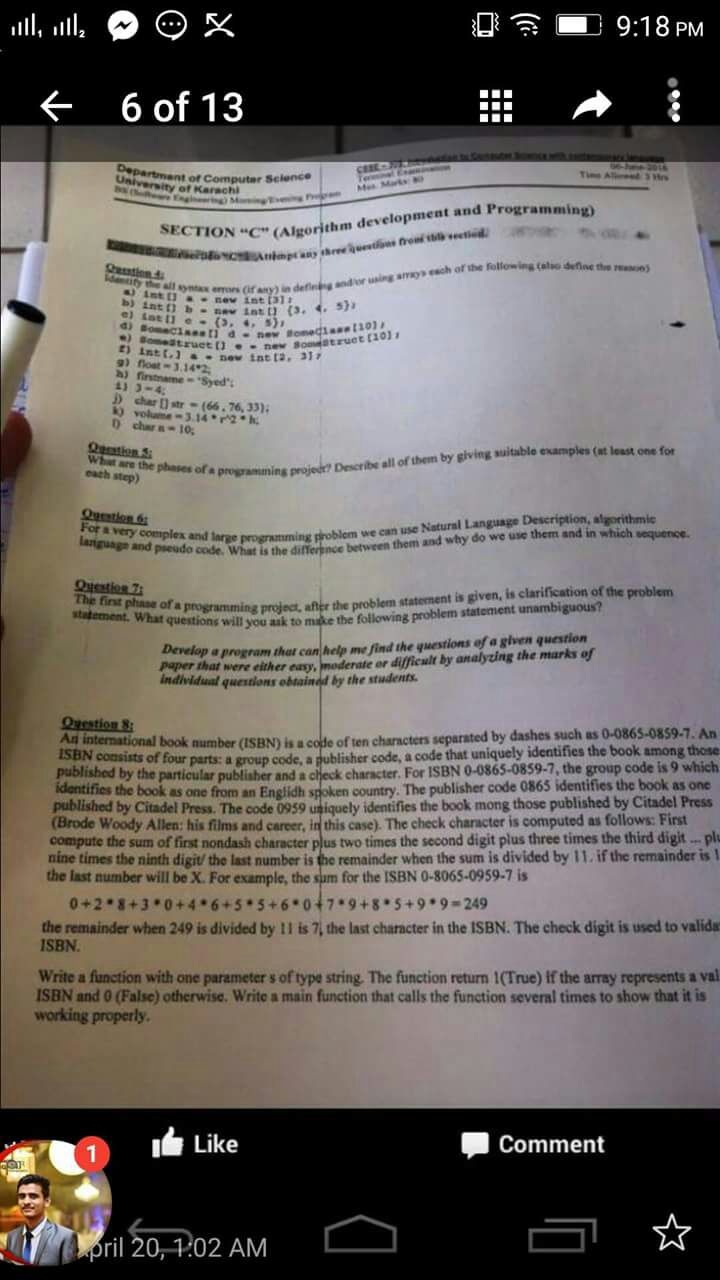 9:18 PM
6 of 13
Department of Computer Science
University of Karachi
BS (Software Engineering) Morning/Evening Program
Terminal Examination
Max. Marks: 80
06-June-2016
Time Allowed: 3 Hrs
SECTION “C” (Algorithm development and Programming)
Attempt any three questions from this section.
Question 4:
Identify the all syntax errors (if any) in defining and/or using arrays each of the following (also define the reason)
a) int[] a = new int[3];
b) int[] b = new int[] {3, 4, 5};
c) int[] c = {3, 4, 5};
d) SomeClass[] d = new SomeClass[10];
e) SomeStruct[] e = new SomeStruct[10];
f) int[,] a = new int[2, 3];
g) float = 3.14*2;
h) firstname = "Syed";
i) 3=4;
j) char [] str = {66, 76, 33};
k) volume = 3.14 * r^2 * h;
l) char n = 10;
Question 5:
What are the phases of a programming project? Describe all of them by giving suitable examples (at least one for
each step)
Question 6:
For a very complex and large programming problem we can use Natural Language Description, algorithmic
language and pseudo code. What is the difference between them and why do we use them and in which sequence.
Question 7:
The first phase of a programming project, after the problem statement is given, is clarification of the problem
statement. What questions will you ask to make the following problem statement unambiguous?
Develop a program that can help me find the questions of a given question
paper that were either easy, moderate or difficult by analyzing the marks of
individual questions obtained by the students.
Question 8:
An international book number (ISBN) is a code of ten characters separated by dashes such as 0-0865-0859-7. An
ISBN consists of four parts: a group code, a publisher code, a code that uniquely identifies the book among those
published by the particular publisher and a check character. For ISBN 0-0865-0859-7, the group code is 9 which
identifies the book as one from an Englidh spoken country. The publisher code 0865 identifies the book as one
published by Citadel Press. The code 0959 uniquely identifies the book mong those published by Citadel Press
(Brode Woody Allen: his films and career, in this case). The check character is computed as follows: First
compute the sum of first nondash character plus two times the second digit plus three times the third digit ... plu
nine times the ninth digit/ the last number is the remainder when the sum is divided by 11. if the remainder is 1
the last number will be X. For example, the sum for the ISBN 0-8065-0959-7 is
0+2*8+3*0+4*6+5*5+6*0+7*9+8*5+9*9=249
the remainder when 249 is divided by 11 is 7, the last character in the ISBN. The check digit is used to valida
ISBN.
Write a function with one parameter s of type string. The function return 1(True) if the array represents a val
ISBN and 0 (False) otherwise. Write a main function that calls the function several times to show that it is
working properly.
Like
Comment
1
April 20, 1:02 AM